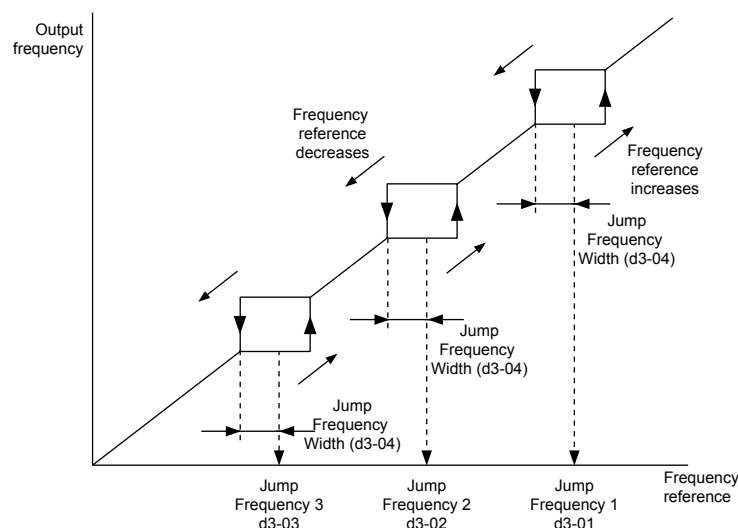 Output
frequency
Frequency
reference
decreases
Frequency
reference
increases
Jump
Frequency
Width (d3-04)
Jump
Frequency
Width (d3-04)
Jump
Frequency
Width (d3-04)
Jump
Frequency 3
d3-03
Jump
Frequency 2
d3-02
Jump
Frequency 1
d3-01
Frequency
reference